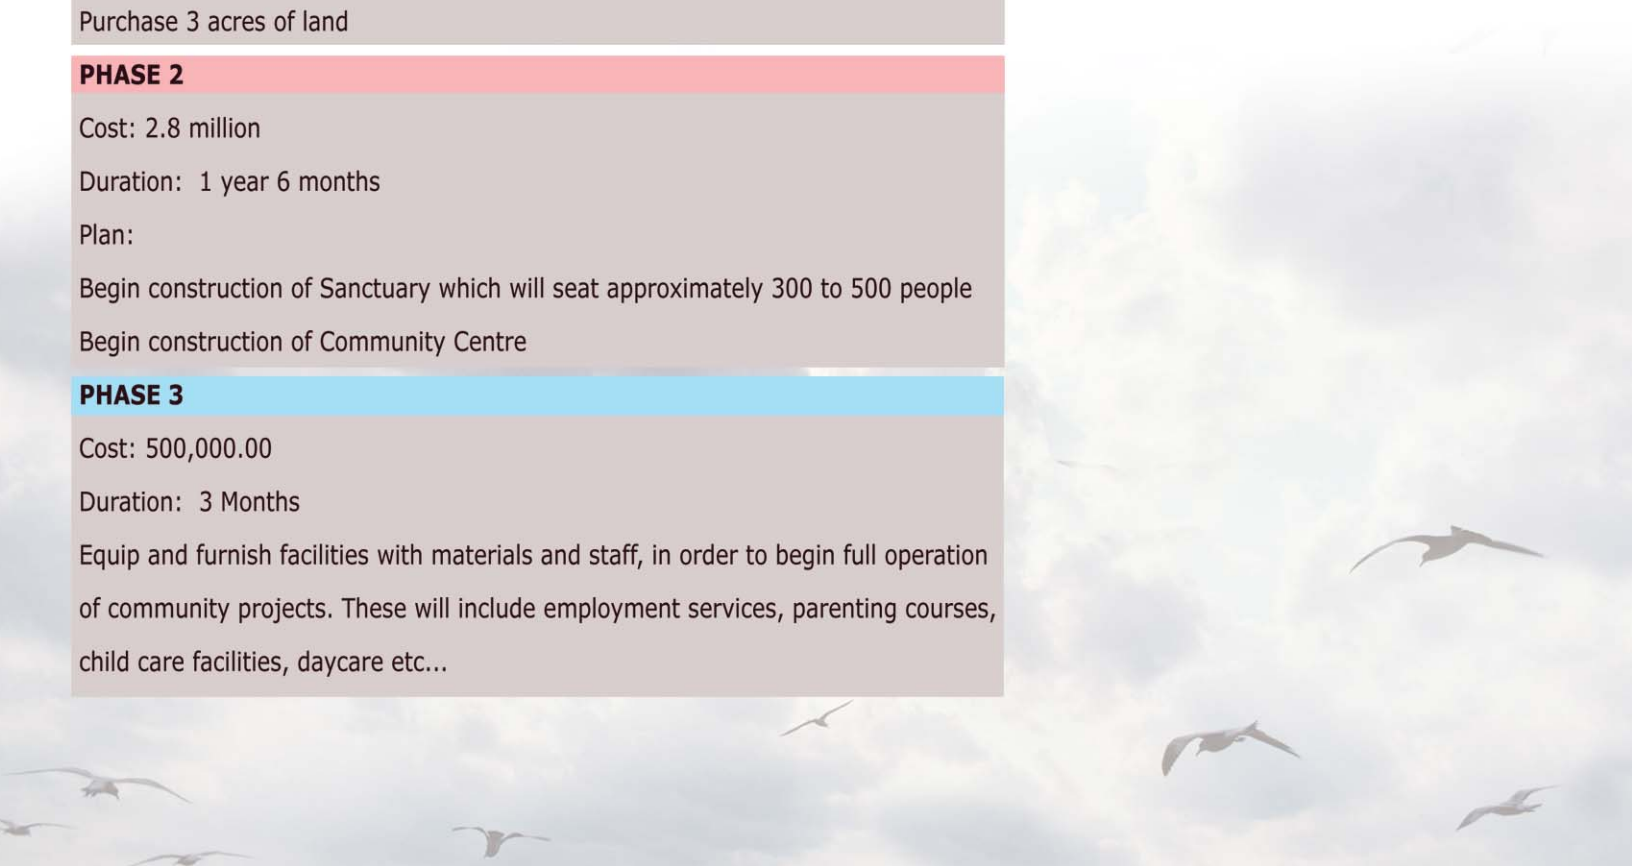 Purchase 3 acres of land
PHASE 2
Cost: 2.8 million
Duration:  1 year 6 months
Plan:
Begin construction of Sanctuary which will seat approximately 300 to 500 people
Begin construction of Community Centre
PHASE 3
Cost: 500,000.00
Duration:  3 Months
Equip and furnish facilities with materials and staff, in order to begin full operation
of community projects. These will include employment services, parenting courses,
child care facilities, daycare etc...